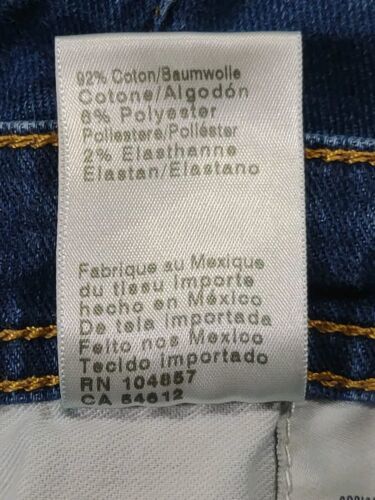 92% Coton/Baumwolle
Cotone/Algodón
6% Polyester
Poliestere/Poliéster
2% Elasthanne
Elastan/Elastano
Fabrique au Mexique
du tissu importe
hecho en México
De tela importada
Feito nos Mexico
Tecido importado
RN 104857
CA 54612